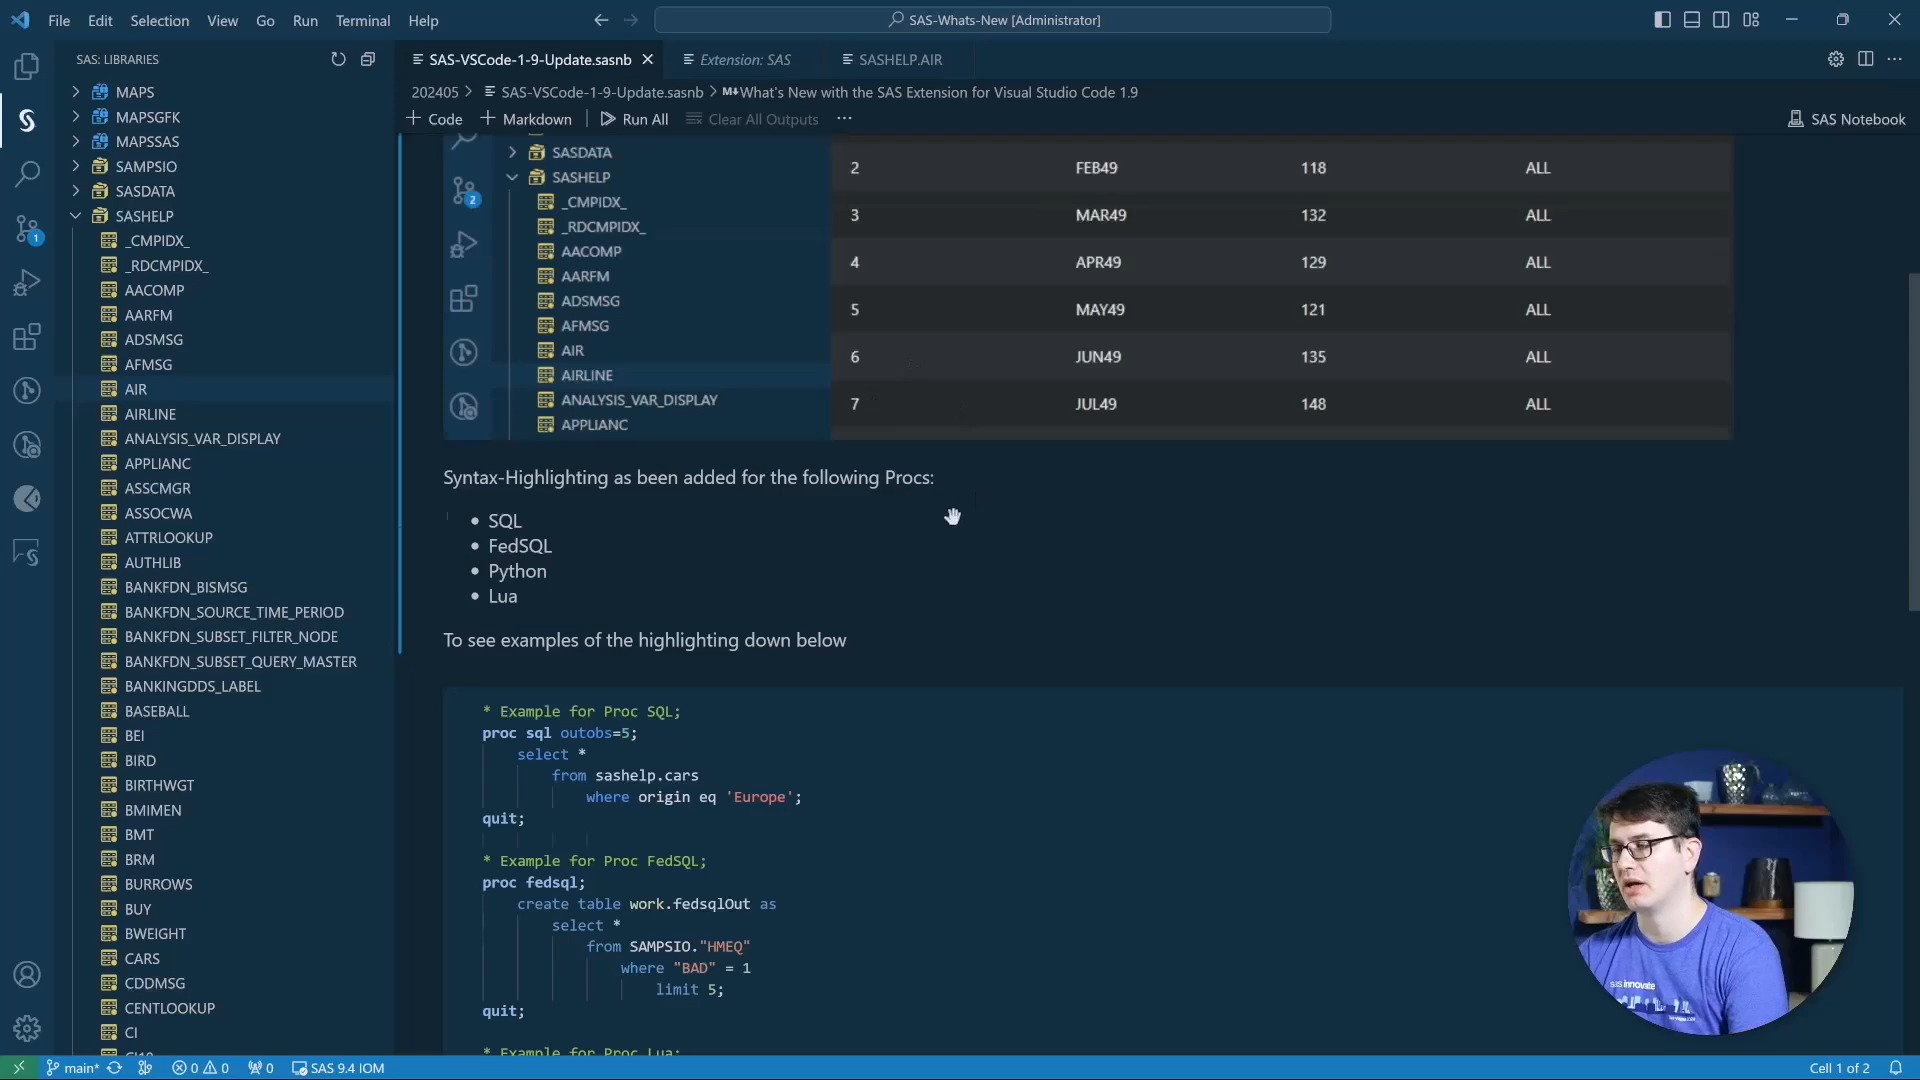 File Edit Selection View Go Run Terminal Help
SAS-Whats-New [Administrator]
SAS: LIBRARIES
SAS-VSCode-1-9-Update.sasnb
Extension: SAS
SASHELP.AIR
202405 > SAS-VSCode-1-9-Update.sasnb > What's New with the SAS Extension for Visual Studio Code 1.9
+ Code + Markdown Run All Clear All Outputs ...
SAS Notebook
MAPS
MAPSGFK
MAPSSAS
SAMPSIO
SASDATA
SASHELP
_CMPIDX_
_RDCMPIDX_
AACOMP
AARFM
ADSMSG
AFMSG
AIR
AIRLINE
ANALYSIS_VAR_DISPLAY
APPLIANC
ASSCMGR
ASSOCWA
ATTRLOOKUP
AUTHLIB
BANKFDN_BISMSG
BANKFDN_SOURCE_TIME_PERIOD
BANKFDN_SUBSET_FILTER_NODE
BANKFDN_SUBSET_QUERY_MASTER
BANKINGDDS_LABEL
BASEBALL
BEI
BIRD
BIRTHWGT
BMIMEN
BMT
BRM
BURROWS
BUY
BWEIGHT
CARS
CDDMSG
CENTLOOKUP
CI
1
2
SASDATA
SASHELP
_CMPIDX_
_RDCMPIDX_
AACOMP
AARFM
ADSMSG
AFMSG
AIR
AIRLINE
ANALYSIS_VAR_DISPLAY
APPLIANC
2 FEB49 118 ALL
3 MAR49 132 ALL
4 APR49 129 ALL
5 MAY49 121 ALL
6 JUN49 135 ALL
7 JUL49 148 ALL
Syntax-Highlighting as been added for the following Procs:
• SQL
• FedSQL
• Python
• Lua
To see examples of the highlighting down below
* Example for Proc SQL;
proc sql outobs=5;
select *
from sashelp.cars
where origin eq 'Europe';
quit;
* Example for Proc FedSQL;
proc fedsql;
create table work.fedsqlOut as
select *
from SAMPSIO."HMEQ"
where "BAD" = 1
limit 5;
quit;
* Example for Proc Lua;
sas innovate
main* 0 0 0 SAS 9.4 IOM
Cell 1 of 2